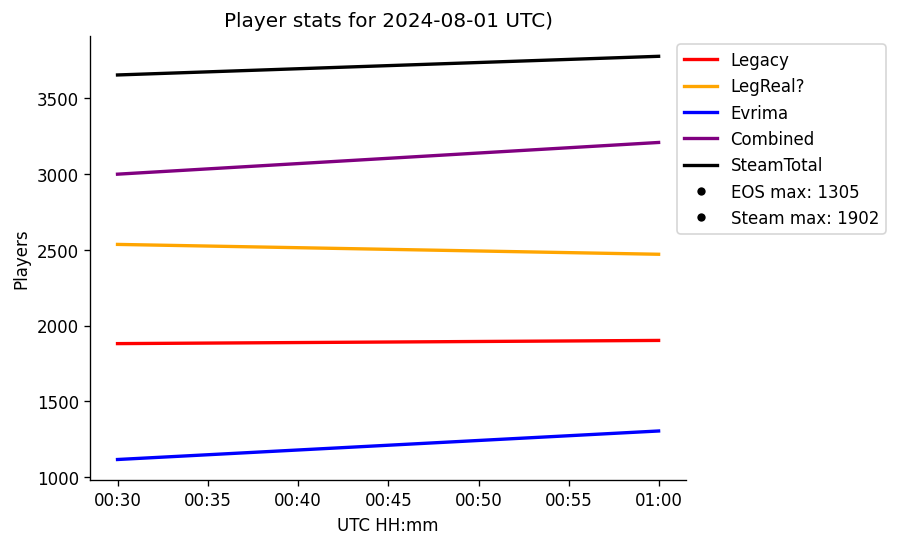 Player stats for 2024-08-01 UTC)
Legacy
LegReal?
Evrima
Combined
SteamTotal
EOS max: 1305
Steam max: 1902
Players
3500
3000
2500
2000
1500
1000
00:30 00:35 00:40 00:45 00:50 00:55 01:00
UTC HH:mm